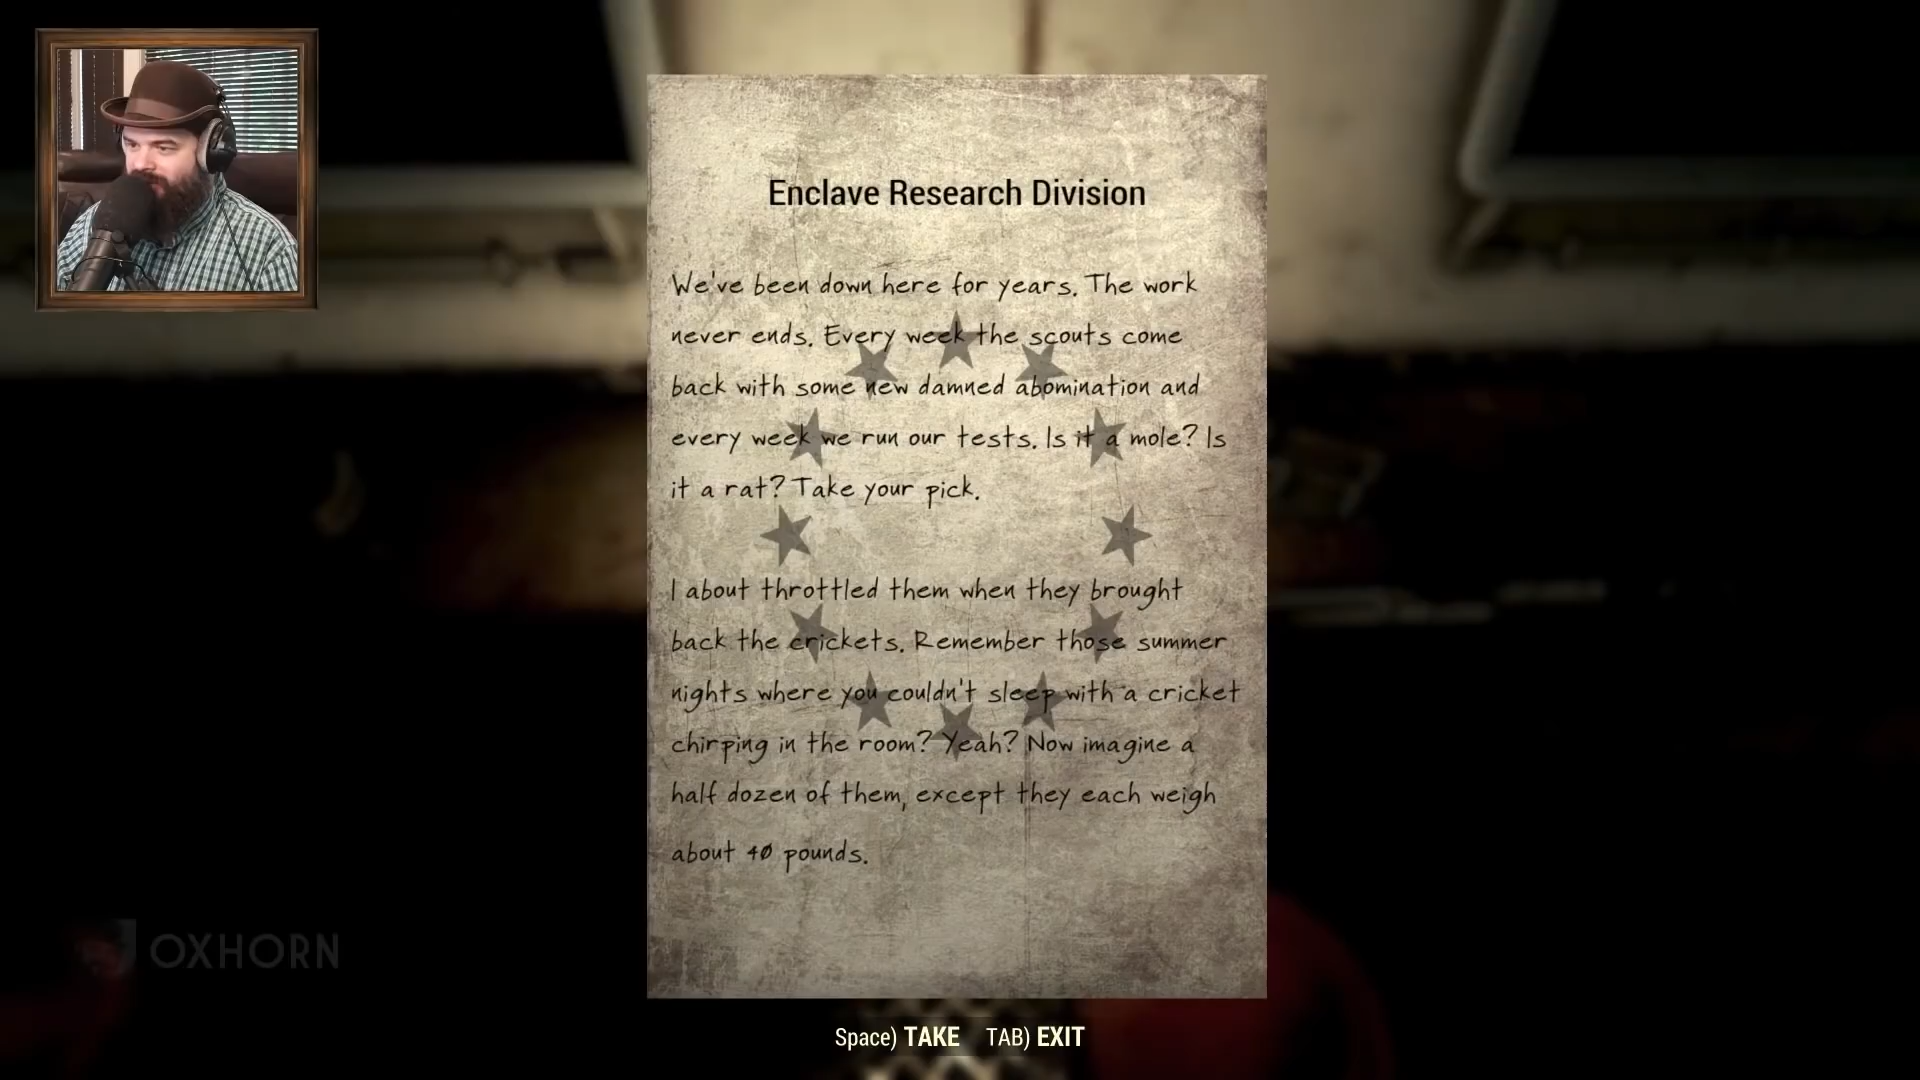 Enclave Research Division
We've been down here for years. The work
never ends. Every week the scouts come
back with some new damned abomination and
every week we run our tests. Is it a mole? Is
it a rat? Take your pick.
I about throttled them when they brought
back the crickets. Remember those summer
nights where you couldn't sleep with a cricket
chirping in the room? Yeah? Now imagine a
half dozen of them, except they each weigh
about 40 pounds.
OXHORN
Space) TAKE TAB) EXIT